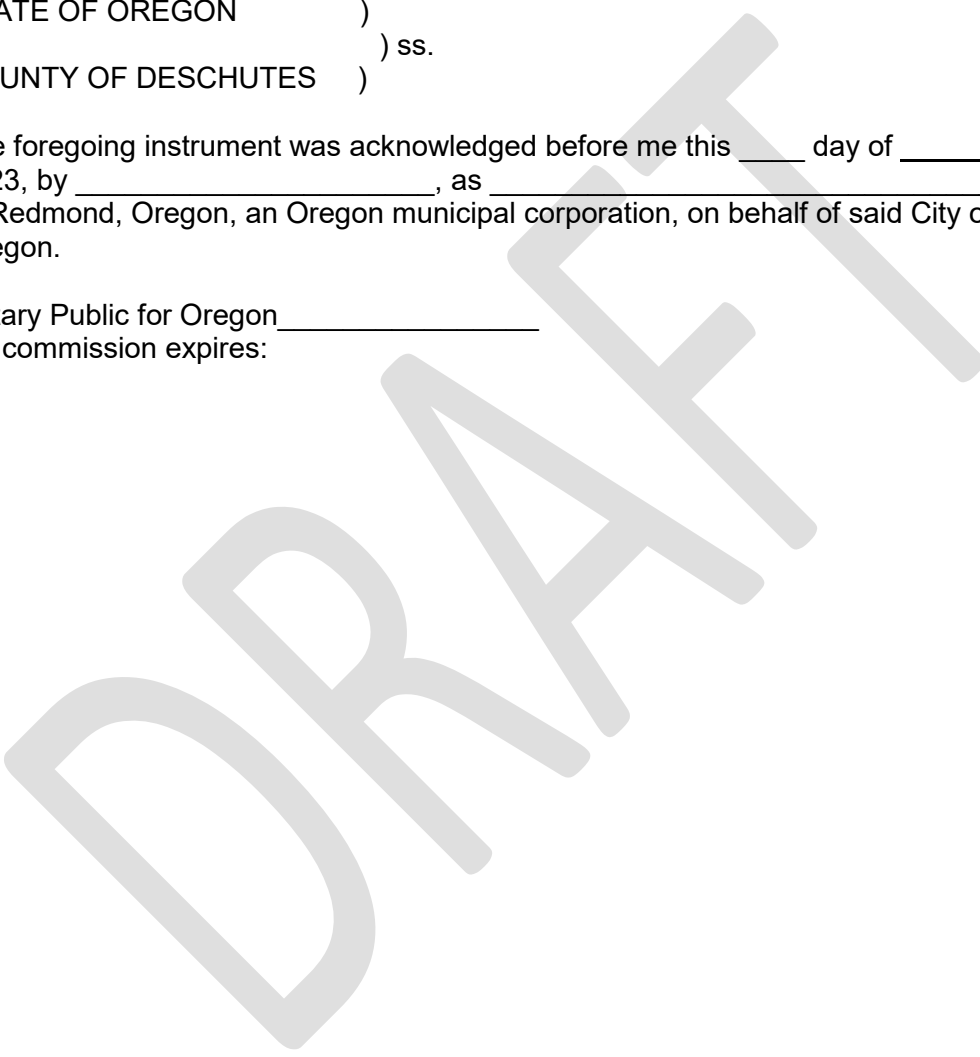 ATE OF OREGON )
) ss.
UNTY OF DESCHUTES )
e foregoing instrument was acknowledged before me this ____ day of _____
23, by ______________________, as ______________________________
Redmond, Oregon, an Oregon municipal corporation, on behalf of said City o
egon.
tary Public for Oregon________________
commission expires:
DRAFT